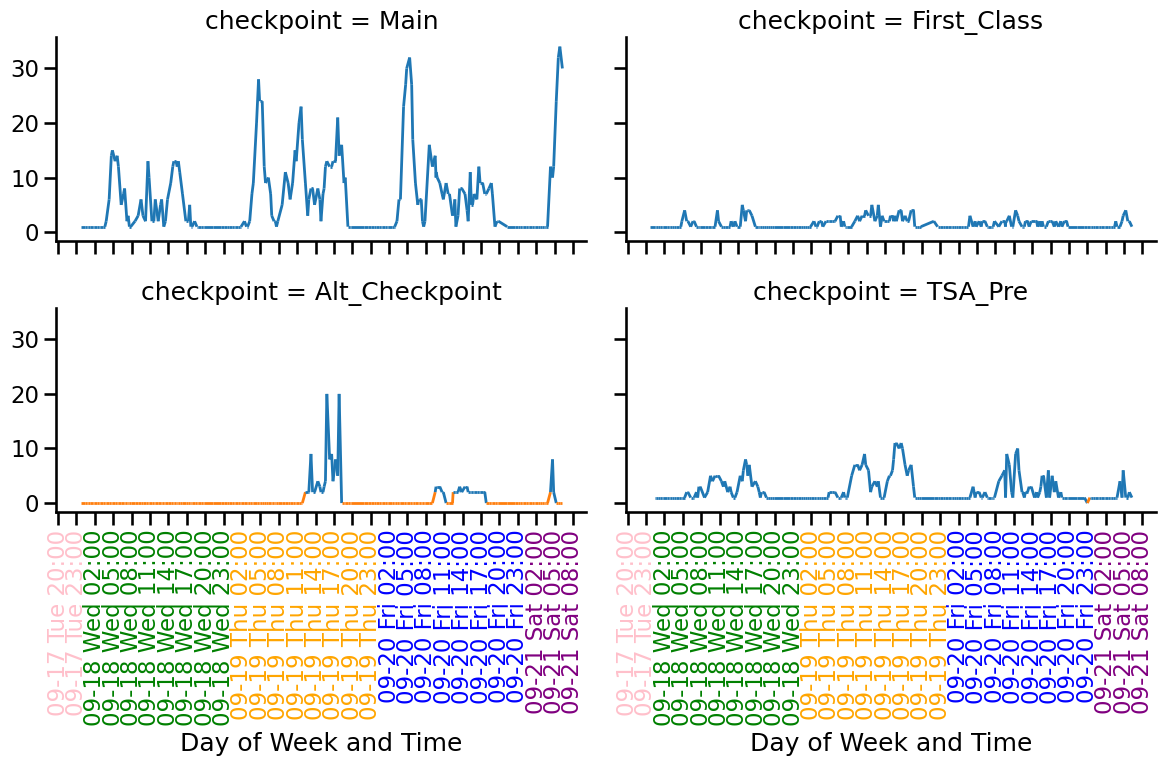 checkpoint = Main
checkpoint = First_Class
30
20
10
0
checkpoint = Alt_Checkpoint
checkpoint = TSA_Pre
30
20
10
0
09-17 Tue 20:00
09-17 Tue 23:00
09-18 Wed 02:00
09-18 Wed 05:00
09-18 Wed 08:00
09-18 Wed 11:00
09-18 Wed 14:00
09-18 Wed 17:00
09-18 Wed 20:00
09-18 Wed 23:00
09-19 Thu 02:00
09-19 Thu 05:00
09-19 Thu 08:00
09-19 Thu 11:00
09-19 Thu 14:00
09-19 Thu 17:00
09-19 Thu 20:00
09-19 Thu 23:00
09-20 Fri 02:00
09-20 Fri 05:00
09-20 Fri 08:00
09-20 Fri 11:00
09-20 Fri 14:00
09-20 Fri 17:00
09-20 Fri 20:00
09-20 Fri 23:00
09-21 Sat 02:00
09-21 Sat 05:00
09-21 Sat 08:00
09-17 Tue 20:00
09-17 Tue 23:00
09-18 Wed 02:00
09-18 Wed 05:00
09-18 Wed 08:00
09-18 Wed 11:00
09-18 Wed 14:00
09-18 Wed 17:00
09-18 Wed 20:00
09-18 Wed 23:00
09-19 Thu 02:00
09-19 Thu 05:00
09-19 Thu 08:00
09-19 Thu 11:00
09-19 Thu 14:00
09-19 Thu 17:00
09-19 Thu 20:00
09-19 Thu 23:00
09-20 Fri 02:00
09-20 Fri 05:00
09-20 Fri 08:00
09-20 Fri 11:00
09-20 Fri 14:00
09-20 Fri 17:00
09-20 Fri 20:00
09-20 Fri 23:00
09-21 Sat 02:00
09-21 Sat 05:00
09-21 Sat 08:00
Day of Week and Time
Day of Week and Time